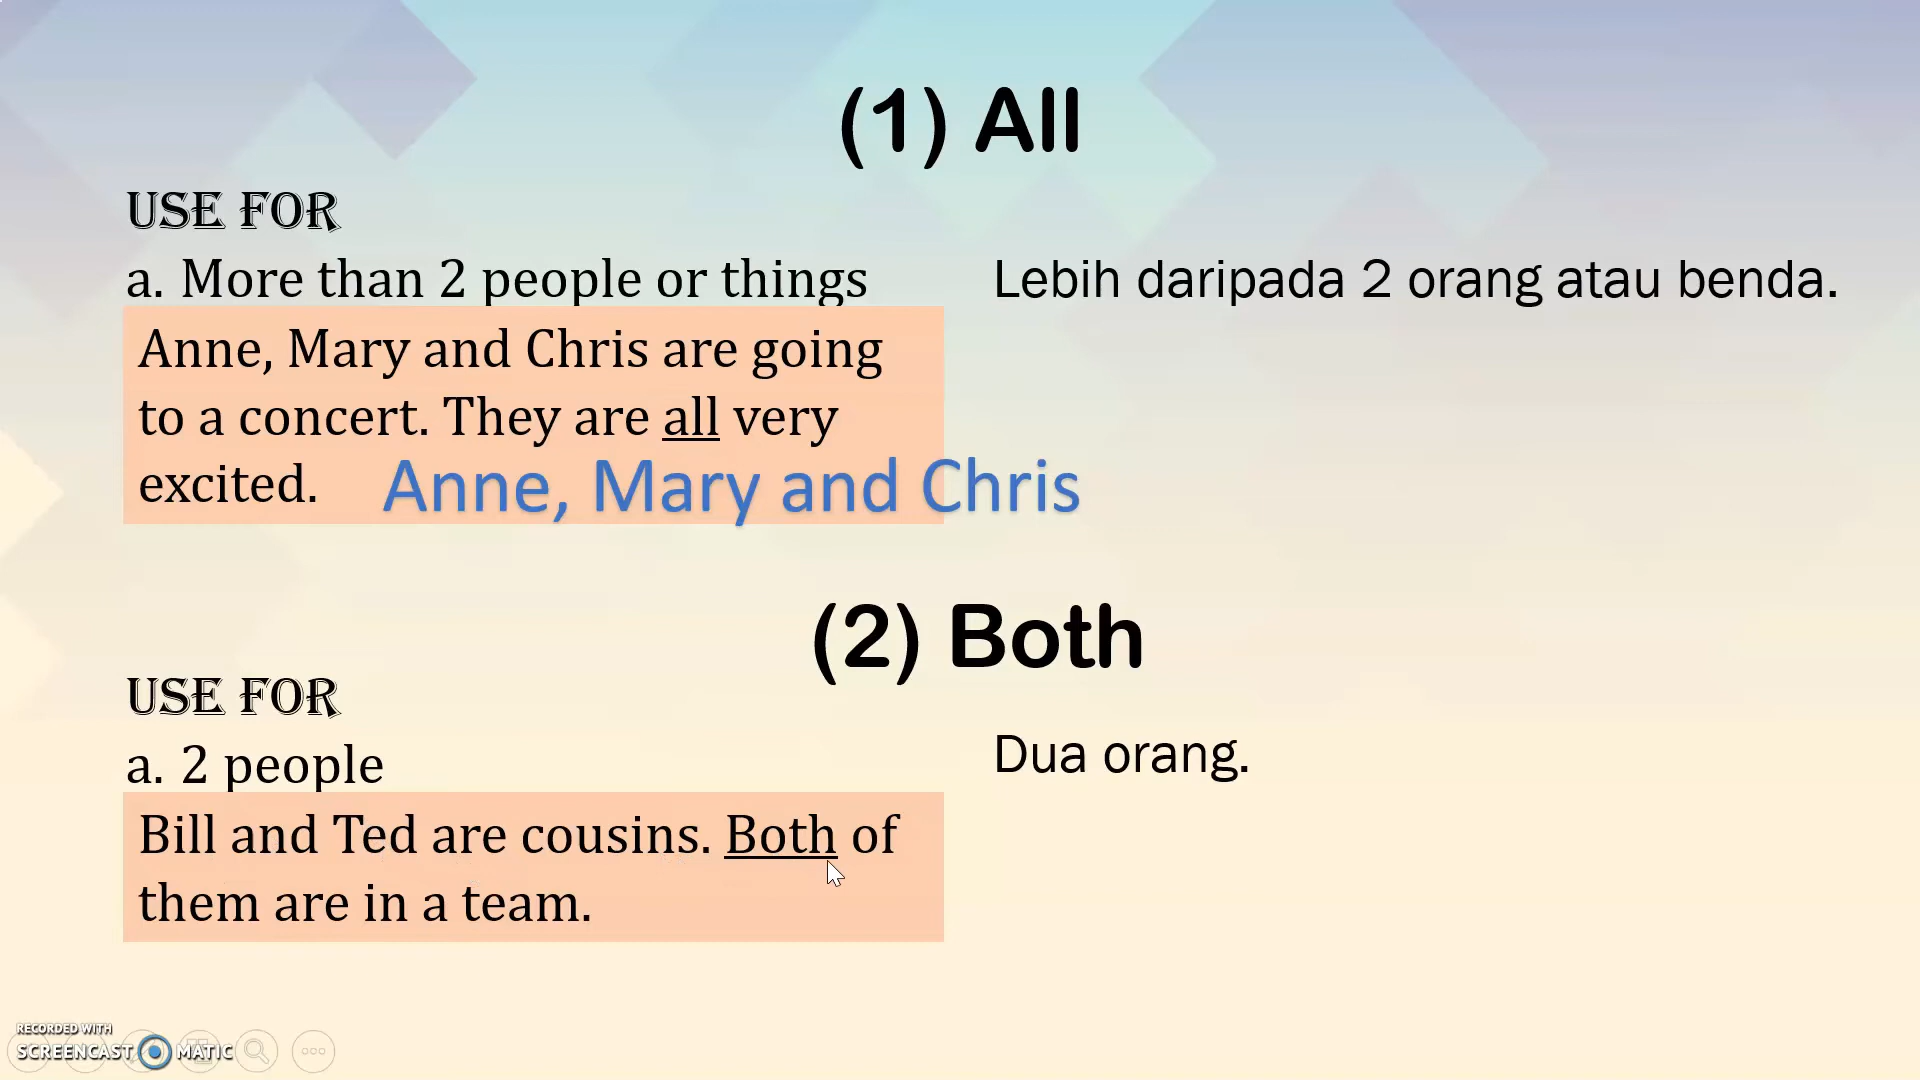 (1) All
USE FOR
a. More than 2 people or things
Lebih daripada 2 orang atau benda.
Anne, Mary and Chris are going
to a concert. They are all very
excited.
Anne, Mary and Chris
(2) Both
USE FOR
a. 2 people
Dua orang.
Bill and Ted are cousins. Both of
them are in a team.
RECORDED WITH
SCREENCAST MATIC